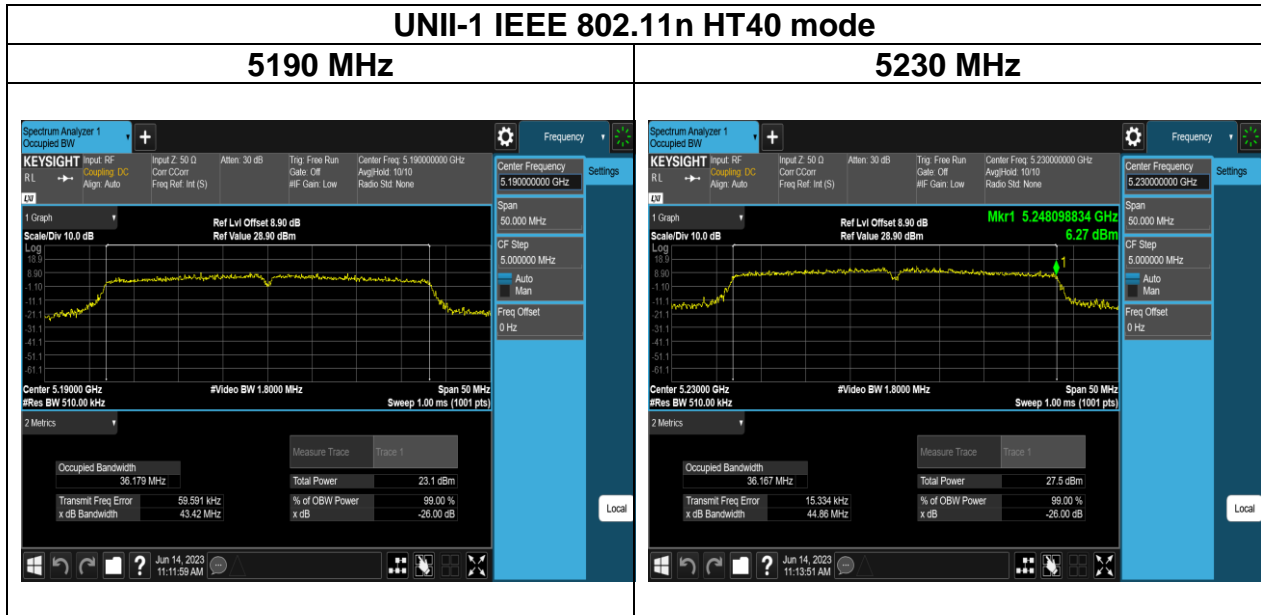 UNII-1 IEEE 802.11n HT40 mode
5190 MHz
5230 MHz
Spectrum Analyzer 1
Occupied BW
+
Frequency
KEYSIGHT
RL
LXI
Input: RF
Coupling: DC
Align: Auto
Input Z: 50 Ω
Corr CCorr
Freq Ref: Int (S)
Atten: 30 dB
Trig: Free Run
Gate: Off
#IF Gain: Low
Center Freq: 5.190000000 GHz
Avg|Hold: 10/10
Radio Std: None
Center Frequency
5.190000000 GHz
Settings
Span
50.000 MHz
CF Step
5.000000 MHz
Auto
Man
Freq Offset
0 Hz
Local
1 Graph
Scale/Div 10.0 dB
Ref Lvl Offset 8.90 dB
Ref Value 28.90 dBm
Log
18.9
8.90
-1.10
-11.1
-21.1
-31.1
-41.1
-51.1
-61.1
Center 5.19000 GHz
#Video BW 1.8000 MHz
Span 50 MHz
#Res BW 510.00 kHz
Sweep 1.00 ms (1001 pts)
2 Metrics
Measure Trace Trace 1
Occupied Bandwidth
36.179 MHz
Total Power 23.1 dBm
Transmit Freq Error 59.591 kHz
% of OBW Power 99.00 %
x dB Bandwidth 43.42 MHz
x dB -26.00 dB
?
Jun 14, 2023
11:11:59 AM
Spectrum Analyzer 1
Occupied BW
+
Frequency
KEYSIGHT
RL
LXI
Input: RF
Coupling: DC
Align: Auto
Input Z: 50 Ω
Corr CCorr
Freq Ref: Int (S)
Atten: 30 dB
Trig: Free Run
Gate: Off
#IF Gain: Low
Center Freq: 5.230000000 GHz
Avg|Hold: 10/10
Radio Std: None
Center Frequency
5.230000000 GHz
Settings
Span
50.000 MHz
CF Step
5.000000 MHz
Auto
Man
Freq Offset
0 Hz
Local
1 Graph
Scale/Div 10.0 dB
Ref Lvl Offset 8.90 dB
Ref Value 28.90 dBm
Mkr1 5.248098834 GHz
6.27 dBm
Log
18.9
8.90
-1.10
-11.1
-21.1
-31.1
-41.1
-51.1
-61.1
1
Center 5.23000 GHz
#Video BW 1.8000 MHz
Span 50 MHz
#Res BW 510.00 kHz
Sweep 1.00 ms (1001 pts)
2 Metrics
Measure Trace Trace 1
Occupied Bandwidth
36.167 MHz
Total Power 27.5 dBm
Transmit Freq Error 15.334 kHz
% of OBW Power 99.00 %
x dB Bandwidth 44.86 MHz
x dB -26.00 dB
?
Jun 14, 2023
11:13:51 AM